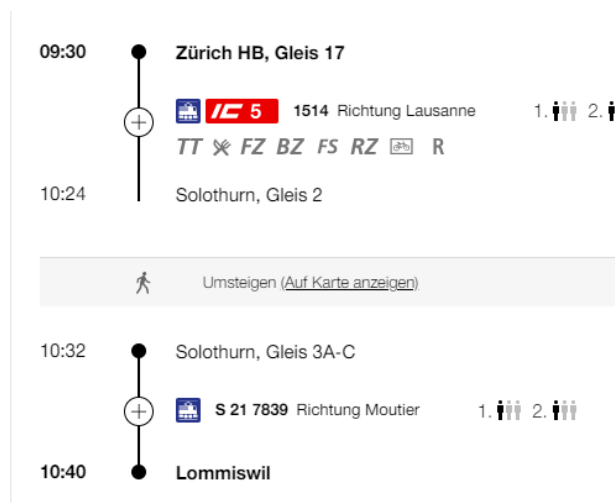 09:30 Zürich HB, Gleis 17
IC 5 1514 Richtung Lausanne 1. 2.
TT FZ BZ FS RZ R
10:24 Solothurn, Gleis 2
Umsteigen (Auf Karte anzeigen)
10:32 Solothurn, Gleis 3A-C
S 21 7839 Richtung Moutier 1. 2.
10:40 Lommiswil